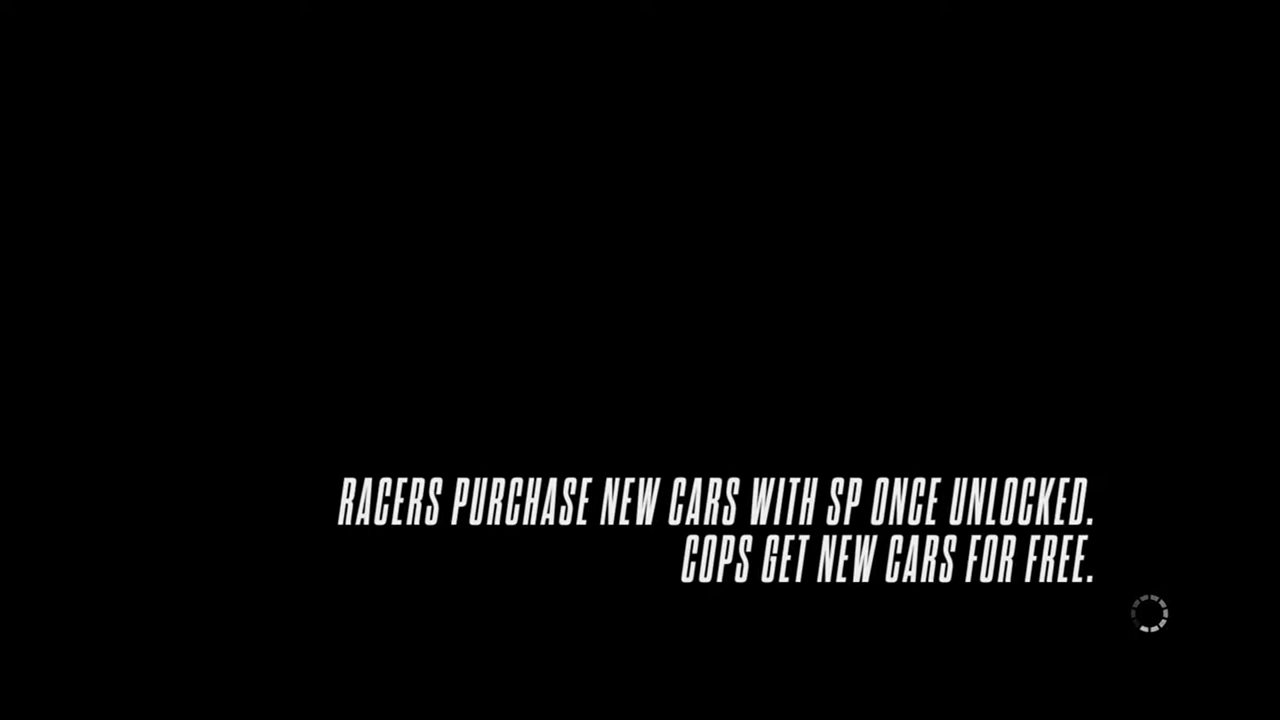 RACERS PURCHASE NEW CARS WITH SP ONCE UNLOCKED.
COPS GET NEW CARS FOR FREE.